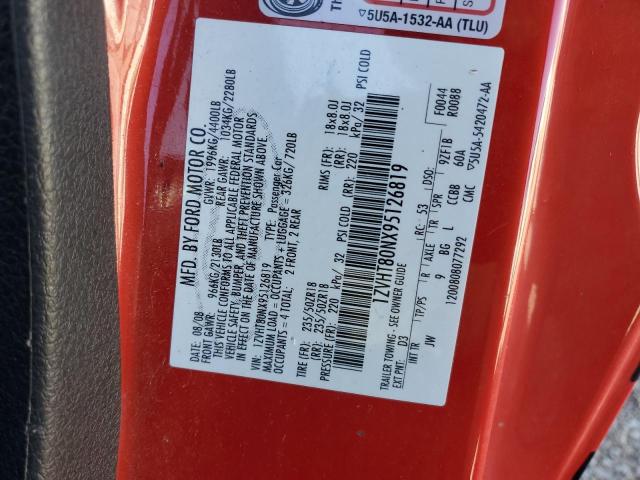 TH
▽5U5A-1532-AA (TLU)
MFD. BY FORD MOTOR CO.
08/08 GVWR: 1996KG/4400LB
FRONT GAWR: 966KG/2130LB REAR GAWR: 1034KG/2280LB
VEHICLE CONFORMS TO ALL APPLICABLE FEDERAL MOTOR
VEHICLE SAFETY, BUMPER, AND THEFT PREVENTION STANDARDS
IN EFFECT ON THE DATE OF MANUFACTURE SHOWN ABOVE.
VIN: 1ZVHT80NX95126819 TYPE: Passenger Car
MAXIMUM LOAD = OCCUPANTS + LUGGAGE = 326KG/720LB
OCCUPANTS = 4 TOTAL: 2 FRONT, 2 REAR
TIRE (FR): 235/50ZR18 RIMS (FR): 18x8.0J
TIRE (RR): 235/50ZR18 RIMS (RR): 18x8.0J
PRESSURE (FR): 220 kPa/ 32 (RR): 220 kPa/ 32 PSI COLD
PSI COLD
1ZVHT80NX95126819
TRAILER TOWING - SEE OWNER GUIDE F0044
EXT PNT: D3 RC: 53 DSO: R0088
INT TR TP/PS R AXLE TR SPR 9ZF1B
JW 9 BG L CCBB 60A
1200808077292 CMC
▽5U5A-5420472-AA